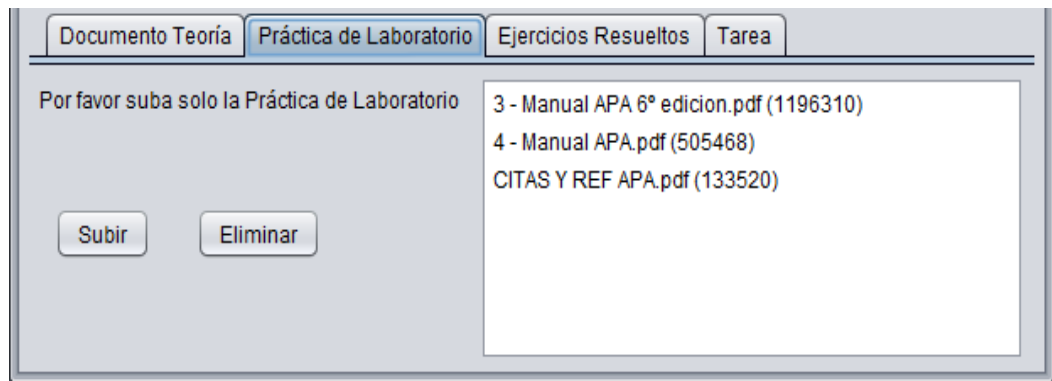 Documento Teoría Práctica de Laboratorio Ejercicios Resueltos Tarea
Por favor suba solo la Práctica de Laboratorio
3 - Manual APA 6º edicion.pdf (1196310)
4 - Manual APA.pdf (505468)
CITAS Y REF APA.pdf (133520)
Subir Eliminar